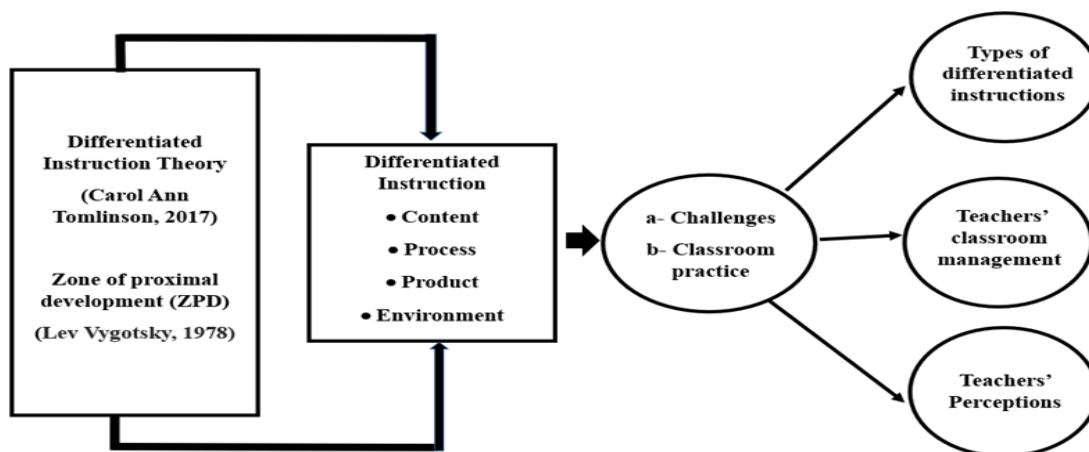 Differentiated
Instruction Theory
(Carol Ann
Tomlinson, 2017)
Zone of proximal
development (ZPD)
(Lev Vygotsky, 1978)
Differentiated
Instruction
● Content
● Process
● Product
● Environment
a- Challenges
b- Classroom
practice
Types of
differentiated
instructions
Teachers'
classroom
management
Teachers'
Perceptions